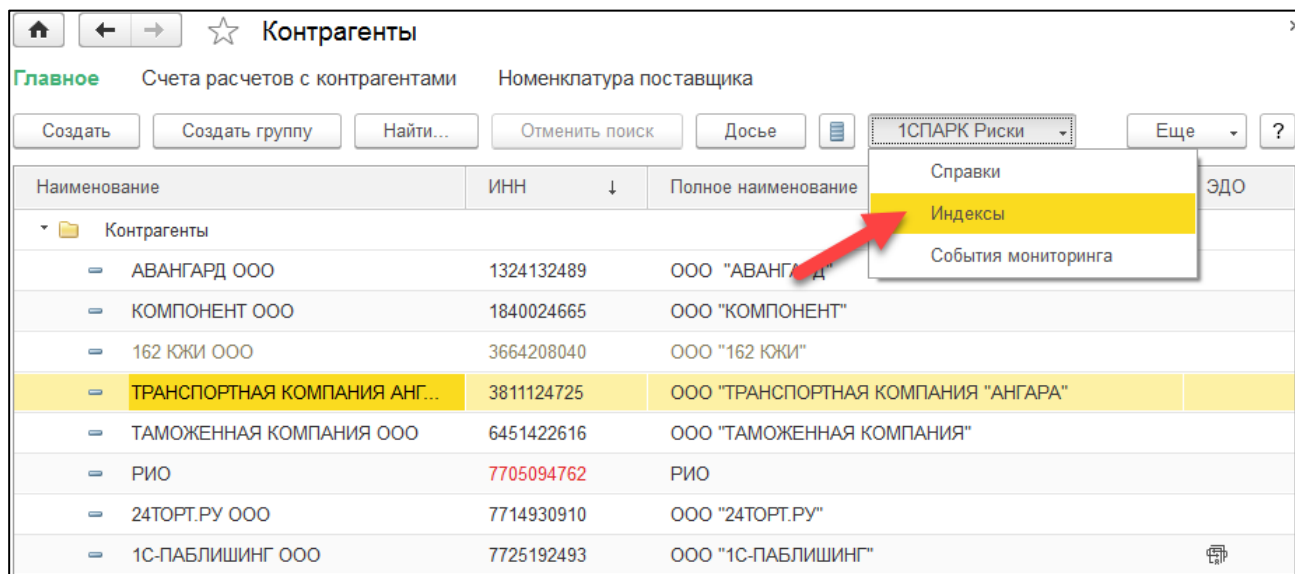 Контрагенты
Главное Счета расчетов с контрагентами Номенклатура поставщика
Создать Создать группу Найти... Отменить поиск Досье 1СПАРК Риски Еще ?
Справки
Индексы
События мониторинга
Наименование ИНН ↓ Полное наименование ЭДО
Контрагенты
АВАНГАРД ООО 1324132489 ООО "АВАНГАРД"
КОМПОНЕНТ ООО 1840024665 ООО "КОМПОНЕНТ"
162 КЖИ ООО 3664208040 ООО "162 КЖИ"
ТРАНСПОРТНАЯ КОМПАНИЯ АНГ... 3811124725 ООО "ТРАНСПОРТНАЯ КОМПАНИЯ "АНГАРА"
ТАМОЖЕННАЯ КОМПАНИЯ ООО 6451422616 ООО "ТАМОЖЕННАЯ КОМПАНИЯ"
РИО 7705094762 РИО
24ТОРТ.РУ ООО 7714930910 ООО "24ТОРТ.РУ"
1С-ПАБЛИШИНГ ООО 7725192493 ООО "1С-ПАБЛИШИНГ"